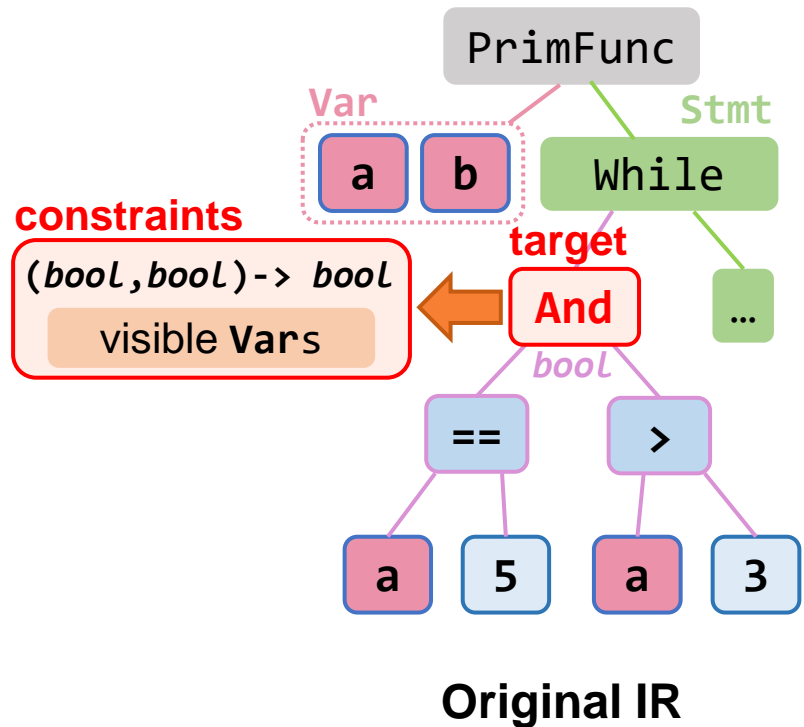 PrimFunc
Var
Stmt
a
b
While
constraints
target
(bool,bool)-> bool
visible Vars
And
…
bool
==
>
a
5
a
3
Original IR